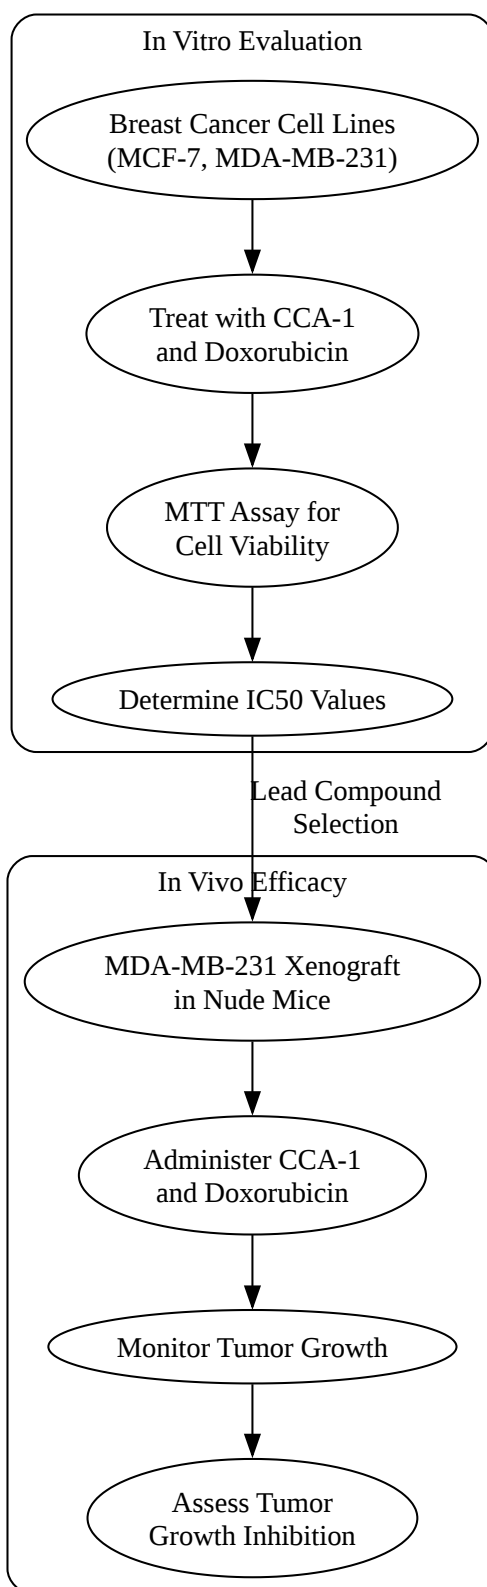 In Vitro Evaluation
Breast Cancer Cell Lines
(MCF-7, MDA-MB-231)
Treat with CCA-1
and Doxorubicin
MTT Assay for
Cell Viability
Determine IC50 Values
Lead Compound
Selection
In Vivo Efficacy
MDA-MB-231 Xenograft
in Nude Mice
Administer CCA-1
and Doxorubicin
Monitor Tumor Growth
Assess Tumor
Growth Inhibition